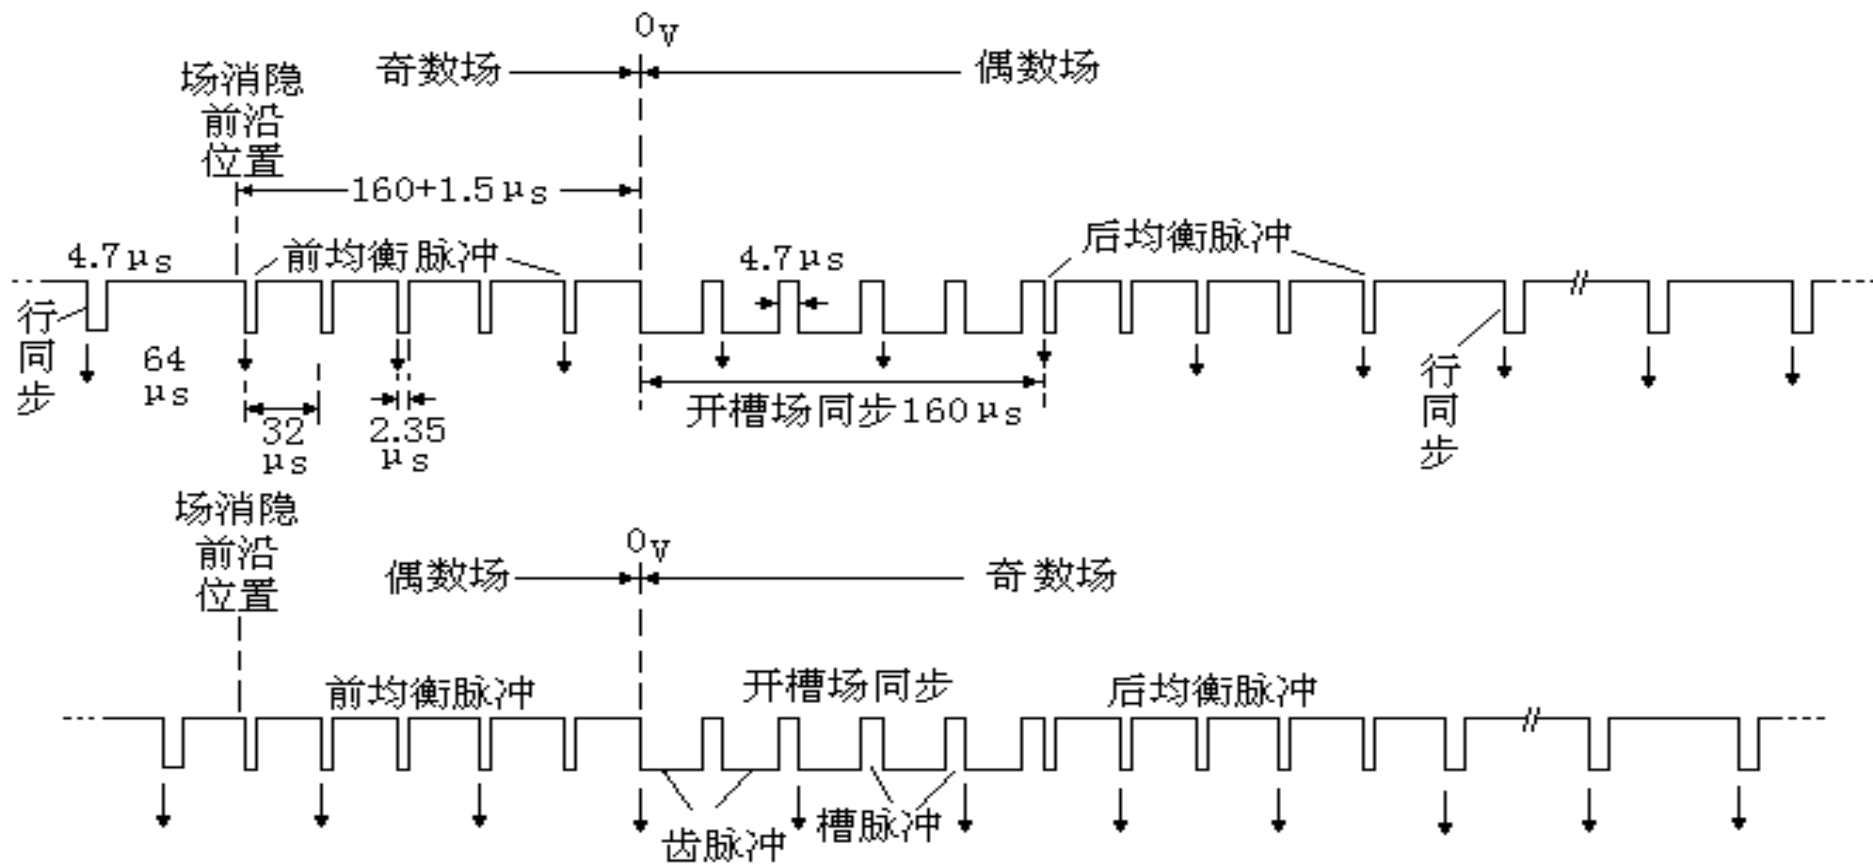 O_V
奇数场
偶数场
场消隐
前沿
位置
160+1.5μs
4.7μs
前均衡脉冲
4.7μs
后均衡脉冲
行同步
64
μs
32
μs
2.35
μs
开槽场同步160μs
行同步
场消隐
前沿
位置
O_V
偶数场
奇数场
前均衡脉冲
开槽场同步
后均衡脉冲
齿脉冲
槽脉冲